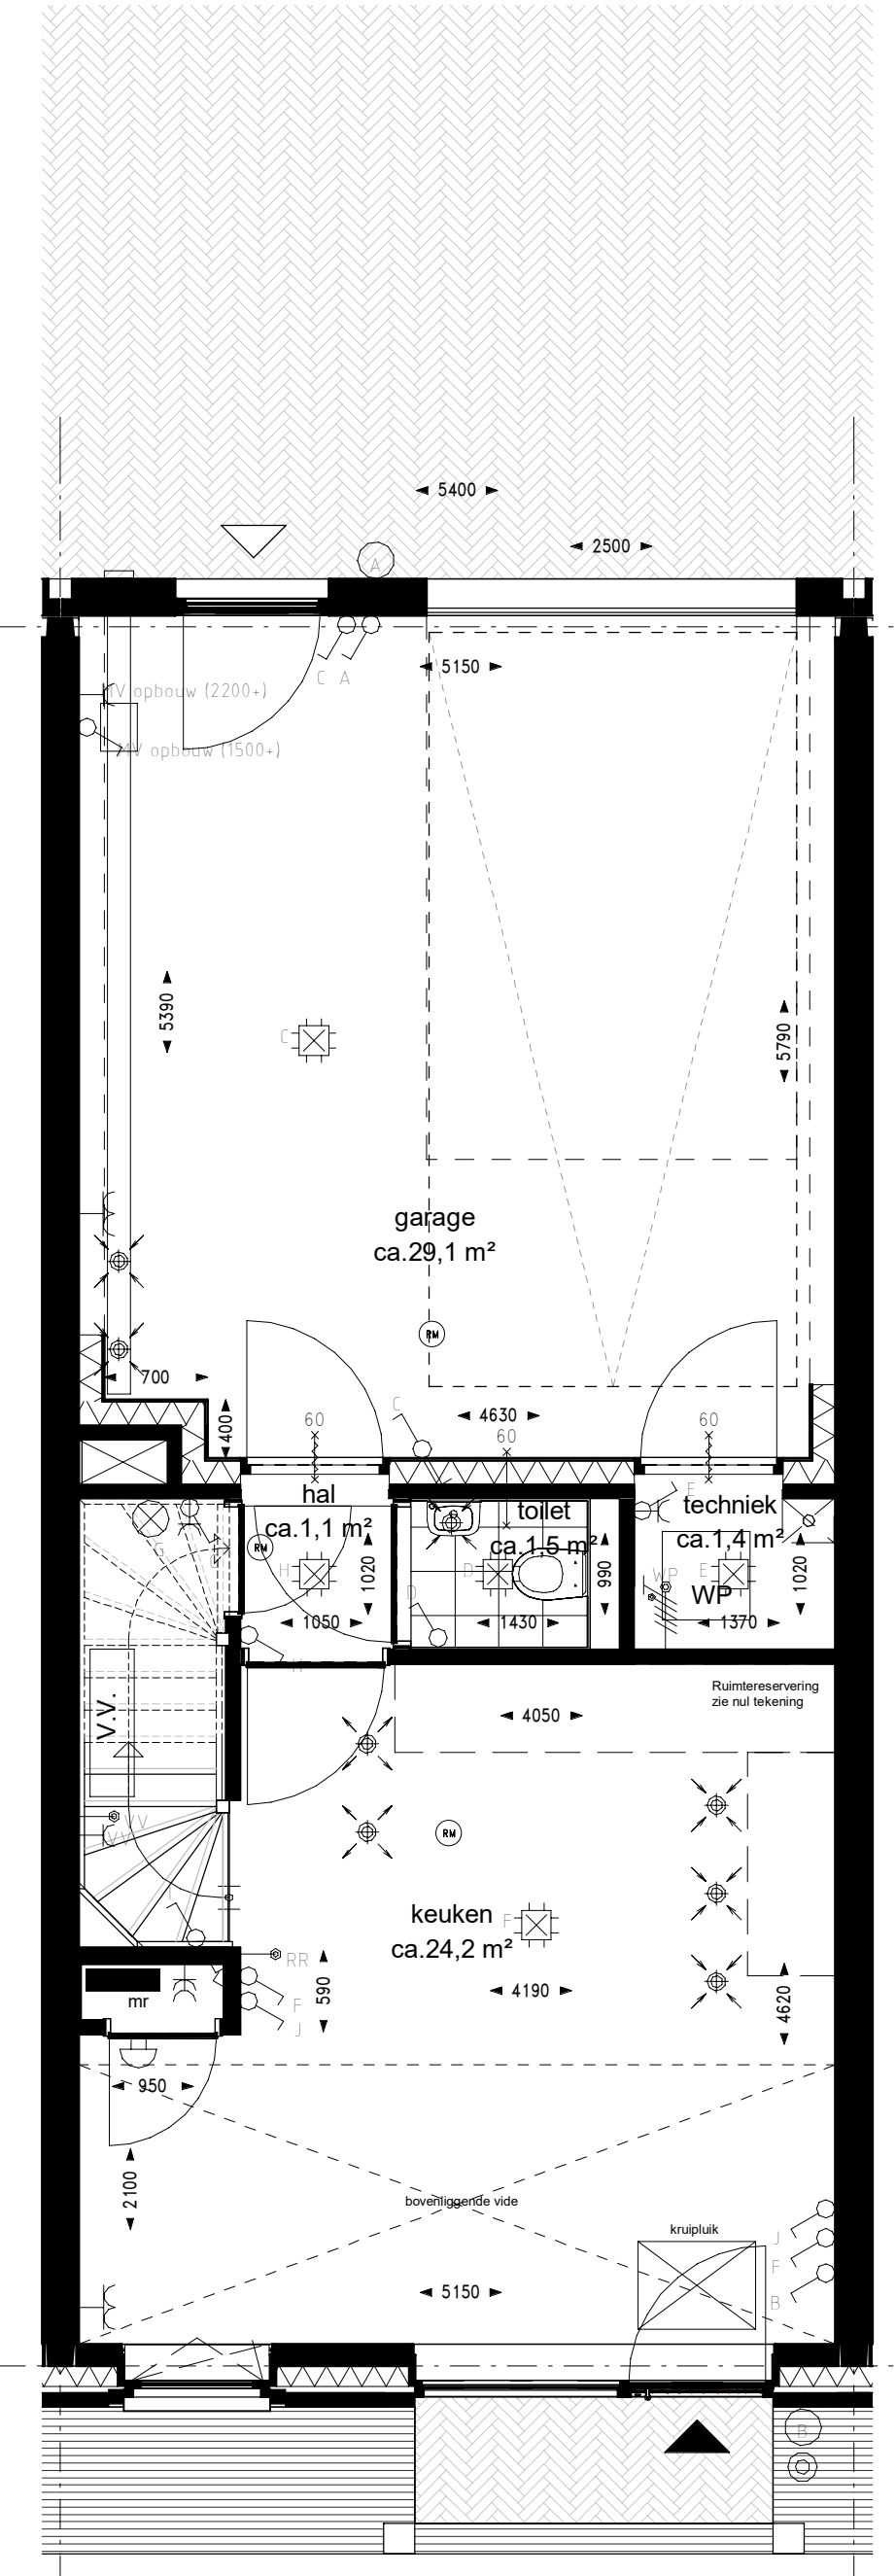 5400
2500
A
5150
C A
MV opbouw (2200+)
MV opbouw (1500+)
5390
5790
C
garage
ca.29,1 m²
RM
700
400
60
C
4630
60
60
hal
ca.1,1 m²
toilet
ca.1,5 m²
techniek
ca.1,4 m²
E
G
G
RM
H
1020
D
990
WP
WP
E
1020
D
1050
1430
1370
H
Ruimtereservering
zie nul tekening
4050
V.V.
VV
VV
RM
keuken
ca.24,2 m²
F
RR
590
F
J
4190
4620
mr
950
2100
bovenliggende vide
kruipluik
J
F
B
5150
B